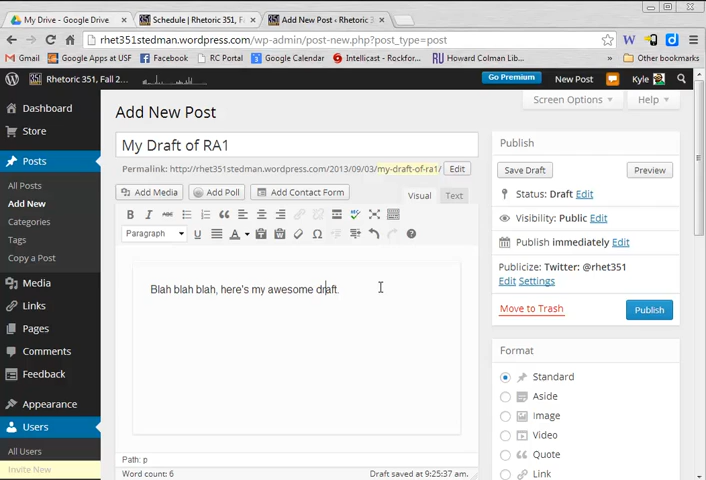 My Drive - Google Drive
Schedule | Rhetoric 351, F
Add New Post ‹ Rhetoric
rhet351stedman.wordpress.com/wp-admin/post-new.php?post_type=post
Gmail
Google Apps at USF
Facebook
RC Portal
Google Calendar
Intellicast - Rockfor...
Howard Colman Lib...
Other bookmarks
Rhetoric 351, Fall 2...
Go Premium
New Post
Kyle
Dashboard
Store
Posts
All Posts
Add New
Categories
Tags
Copy a Post
Media
Links
Pages
Comments
Feedback
Appearance
Users
All Users
Invite New
Screen Options
Help
Add New Post
My Draft of RA1
Permalink: http://rhet351stedman.wordpress.com/2013/09/03/my-draft-of-ra1/ Edit
Add Media
Add Poll
Add Contact Form
Visual
Text
B I ABC
Paragraph
U A Ω
Blah blah blah, here's my awesome draft.
Path: p
Word count: 6
Draft saved at 9:25:37 am.
Publish
Save Draft
Preview
Status: Draft Edit
Visibility: Public Edit
Publish immediately Edit
Publicize: Twitter: @rhet351
Edit Settings
Move to Trash
Publish
Format
Standard
Aside
Image
Video
Quote
Link